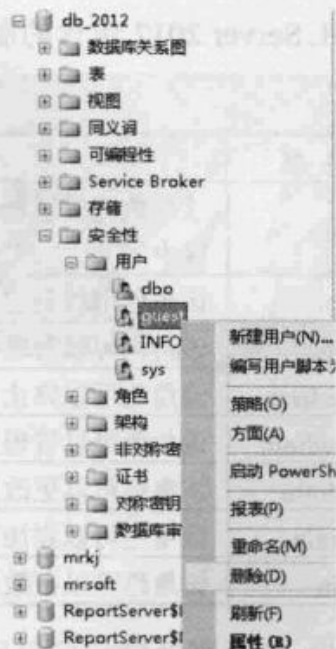 db_2012
数据库关系图
表
视图
同义词
可编程性
Service Broker
存储
安全性
用户
dbo
guest
INFO
sys
角色
架构
非对称密
证书
对称密钥
数据库审
mrkj
mrsoft
ReportServer$
ReportServer$
新建用户(N)...
编写用户脚本为
策略(O)
方面(A)
启动 PowerSh
报表(P)
重命名(M)
删除(D)
刷新(F)
属性(R)